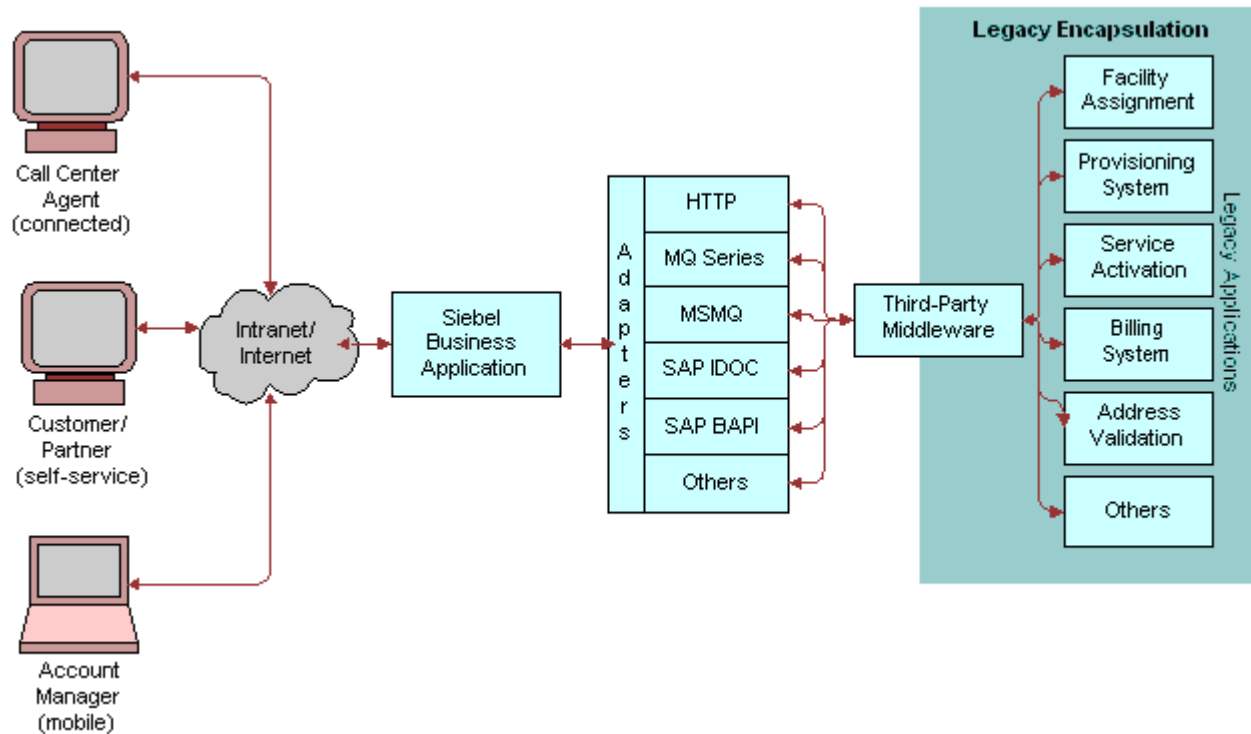 Call Center
Agent
(connected)
Customer/
Partner
(self-service)
Account
Manager
(mobile)
Intranet/
Internet
Siebel
Business
Application
Adapters
HTTP
MQ Series
MSMQ
SAP IDOC
SAP BAPI
Others
Third-Party
Middleware
Legacy Encapsulation
Facility
Assignment
Provisioning
System
Service
Activation
Billing
System
Address
Validation
Others
Legacy Applications